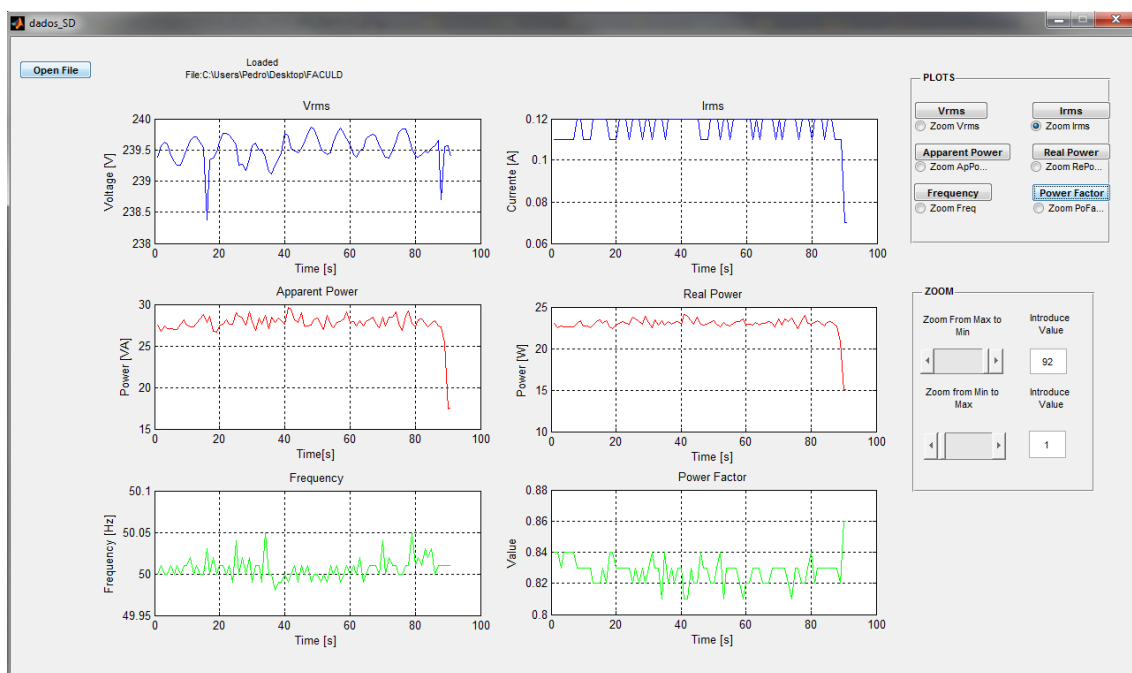 dados_SD
Open File
Loaded
File:C:\Users\Pedro\Desktop\FACULD
Vrms
240
239.5
239
238.5
238
Voltage [V]
0 20 40 60 80 100
Time [s]
Irms
0.12
0.1
0.08
0.06
Currente [A]
0 20 40 60 80 100
Time [s]
Apparent Power
30
25
20
15
Power [VA]
0 20 40 60 80 100
Time[s]
Real Power
25
20
15
10
Power [W]
0 20 40 60 80 100
Time [s]
Frequency
50.1
50.05
50
49.95
Frequency [Hz]
0 20 40 60 80 100
Time [s]
Power Factor
0.88
0.86
0.84
0.82
0.8
Value
0 20 40 60 80 100
Time [s]
PLOTS
Vrms Irms
Zoom Vrms Zoom Irms
Apparent Power Real Power
Zoom ApPo... Zoom RePo...
Frequency Power Factor
Zoom Freq Zoom PoFa...
ZOOM
Zoom From Max to
Min
Introduce
Value
92
Zoom from Min to
Max
Introduce
Value
1